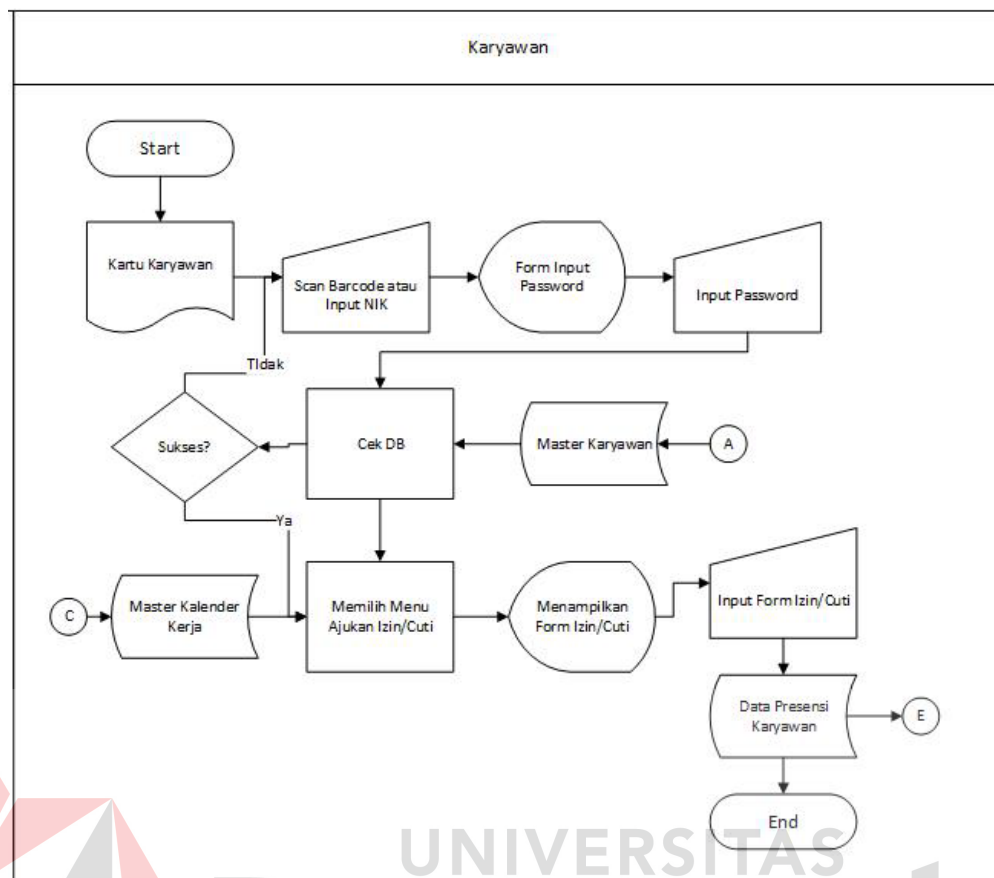 Karyawan
Start
Kartu Karyawan
Scan Barcode atau
Input NIK
Form Input
Password
Input Password
TIdak
Sukses?
Cek DB
Master Karyawan
A
Ya
C
Master Kalender
Kerja
Memilih Menu
Ajukan Izin/Cuti
Menampilkan
Form Izin/Cuti
Input Form Izin/Cuti
Data Presensi
Karyawan
E
End
UNIVERSITAS